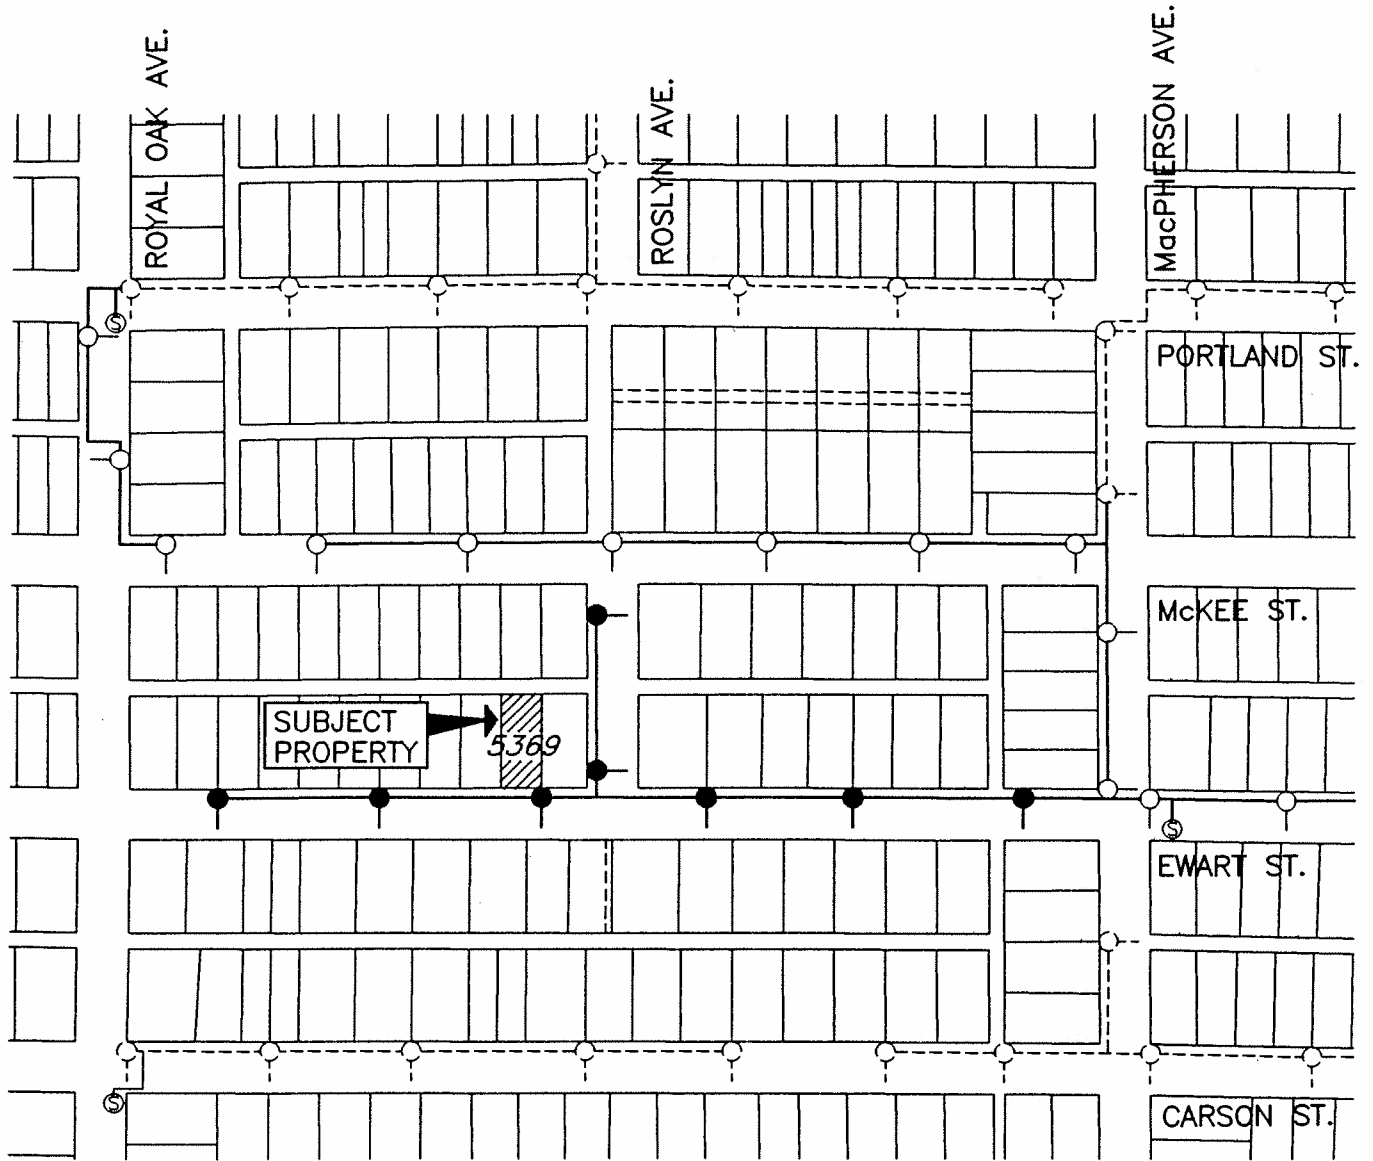 ROYAL OAK AVE.
ROSLYN AVE.
MacPHERSON AVE.
S
PORTLAND ST.
McKEE ST.
SUBJECT
PROPERTY
5369
S
EWART ST.
S
CARSON ST.